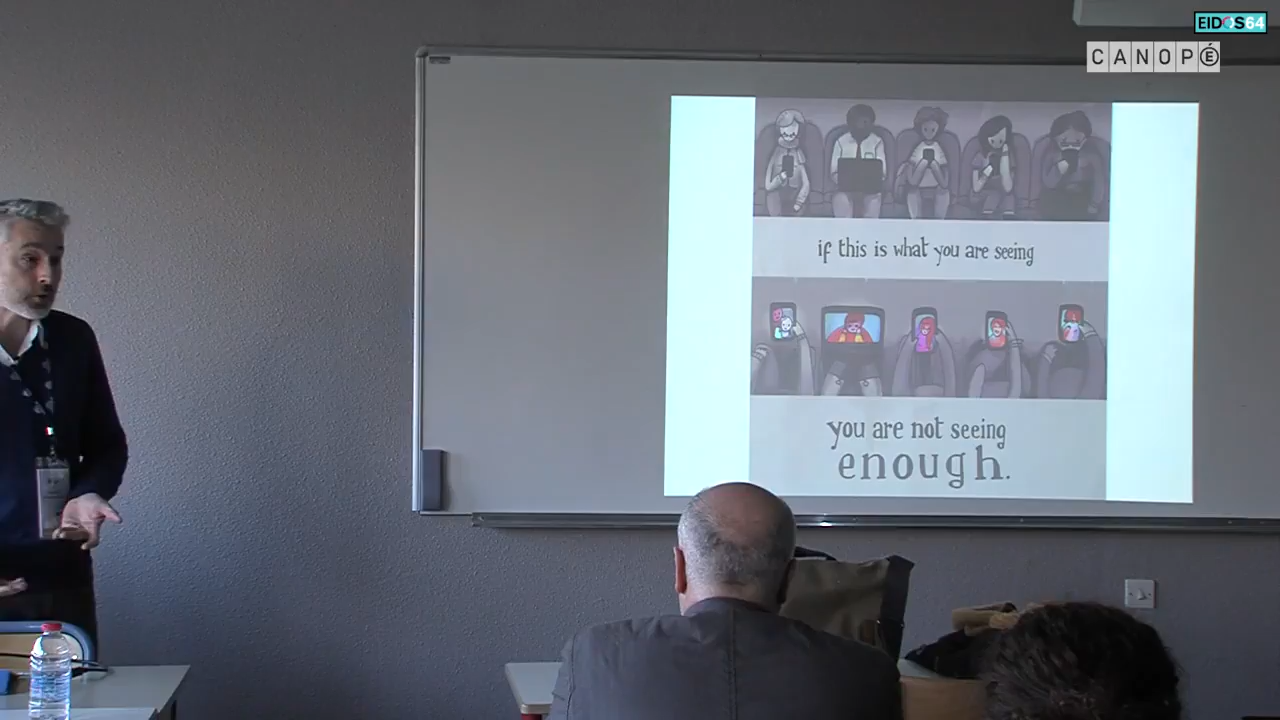 EIDOS64
CANOPÉ
if this is what you are seeing
you are not seeing
enough.